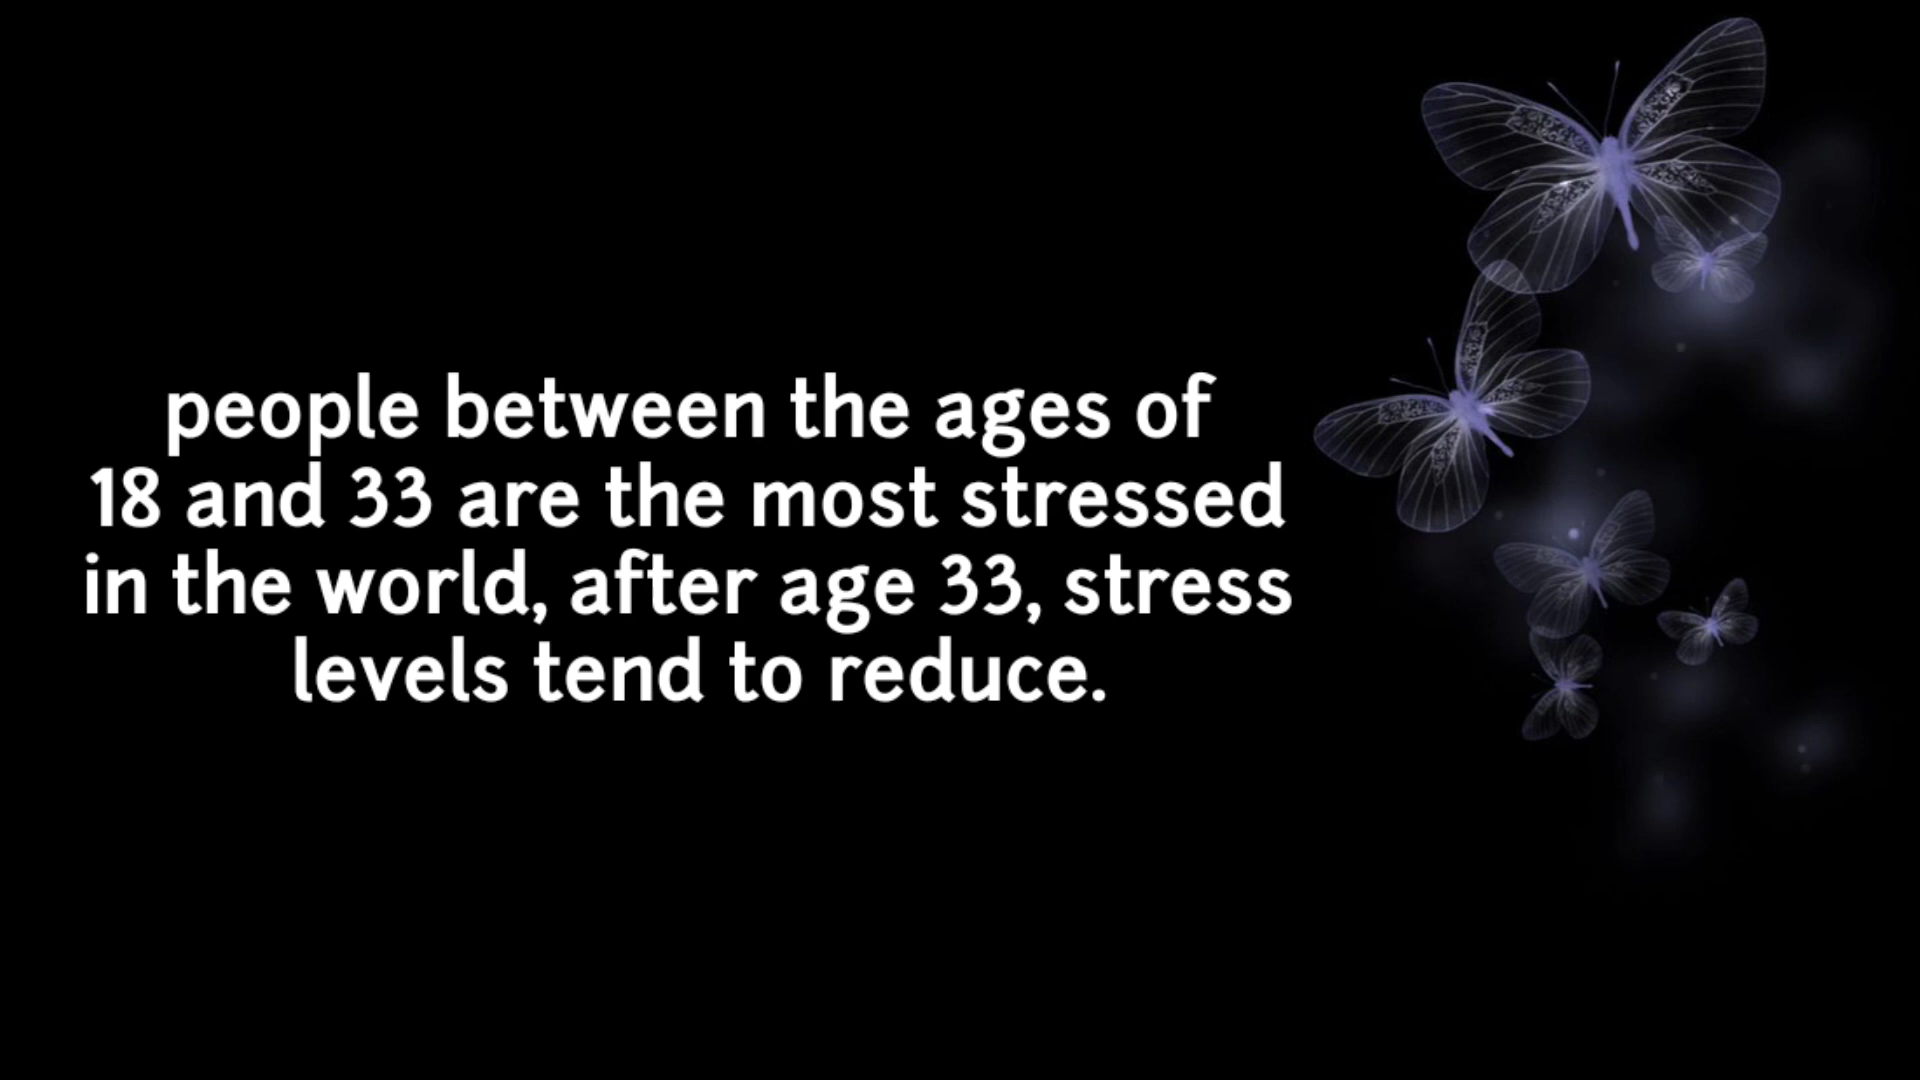 people between the ages of
18 and 33 are the most stressed
in the world, after age 33, stress
levels tend to reduce.